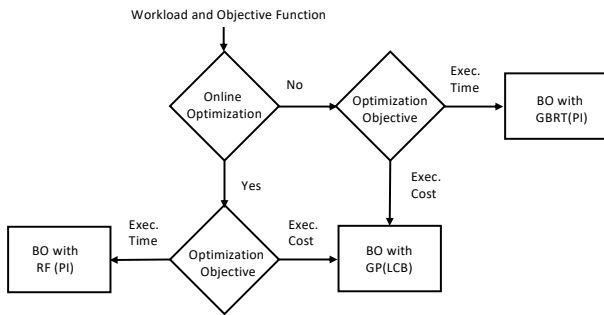 Workload and Objective Function
Online
Optimization
No
Optimization
Objective
Exec.
Time
BO with
GBRT(PI)
Yes
Exec.
Cost
BO with
RF (PI)
Exec.
Time
Optimization
Objective
Exec.
Cost
BO with
GP(LCB)